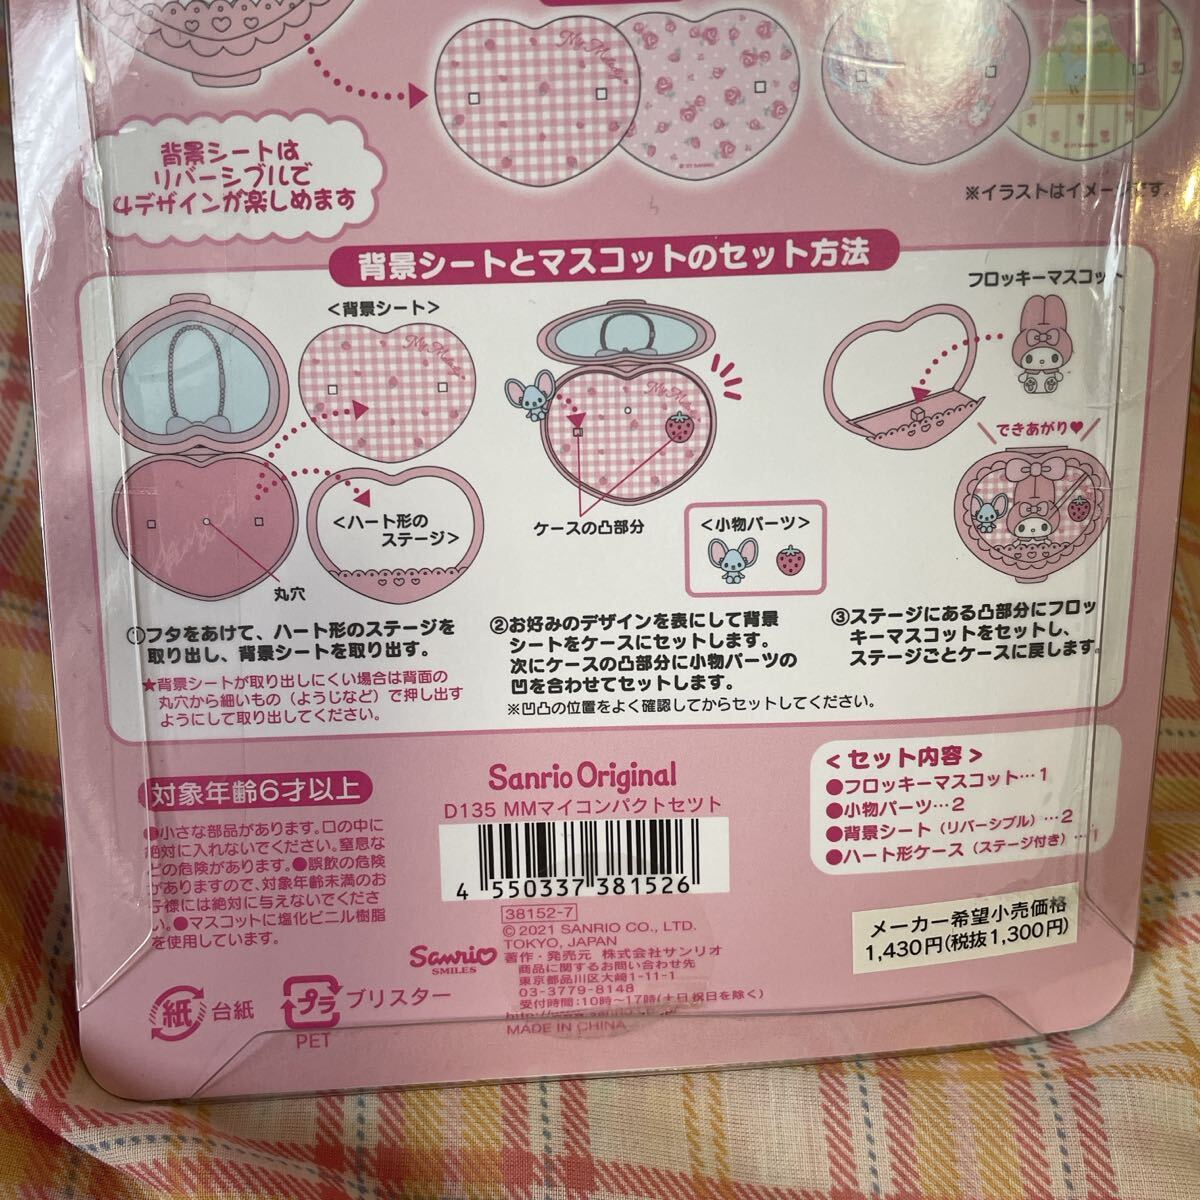 My Melody
© '21 SANRIO
背景シートは
リバーシブルで
4デザインが楽しめます
※イラストはイメージです。
背景シートとマスコットのセット方法
<背景シート>
My Melody
<ハート形の
ステージ>
丸穴
①フタをあけて、ハート形のステージを
取り出し、背景シートを取り出す。
★背景シートが取り出しにくい場合は背面の
丸穴から細いもの（ようじなど）で押し出す
ようにして取り出してください。
ケースの凸部分
<小物パーツ>
②お好みのデザインを表にして背景
シートをケースにセットします。
次にケースの凸部分に小物パーツの
凹を合わせてセットします。
※凹凸の位置をよく確認してからセットしてください。
フロッキーマスコット
できあがり♥
③ステージにある凸部分にフロッ
キーマスコットをセットし、
ステージごとケースに戻します。
対象年齢6才以上
●小さな部品があります。口の中に
絶対に入れないでください。窒息な
どの危険があります。●誤飲の危険
がありますので、対象年齢未満のお
子様には絶対に与えないでくださ
い。●マスコットに塩化ビニル樹脂
を使用しています。
紙 台紙
プラ ブリスター
PET
Sanrio Original
D135 MMマイコンパクトセット
4 550337 381526
38152-7
© 2021 SANRIO CO., LTD.
TOKYO, JAPAN
著作・発売元 株式会社サンリオ
商品に関するお問い合わせ先
東京都品川区大崎1-11-1
03-3779-8148
受付時間：10時～17時（土日祝日を除く）
MADE IN CHINA
Sanrio
SMILES
<セット内容>
●フロッキーマスコット…1
●小物パーツ…2
●背景シート（リバーシブル）…2
●ハート形ケース（ステージ付き）…1
メーカー希望小売価格
1,430円(税抜1,300円)